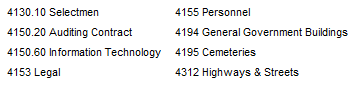 4130.10 Selectmen
4150.20 Auditing Contract
4150.60 Information Technology
4153 Legal
4155 Personnel
4194 General Government Buildings
4195 Cemeteries
4312 Highways & Streets